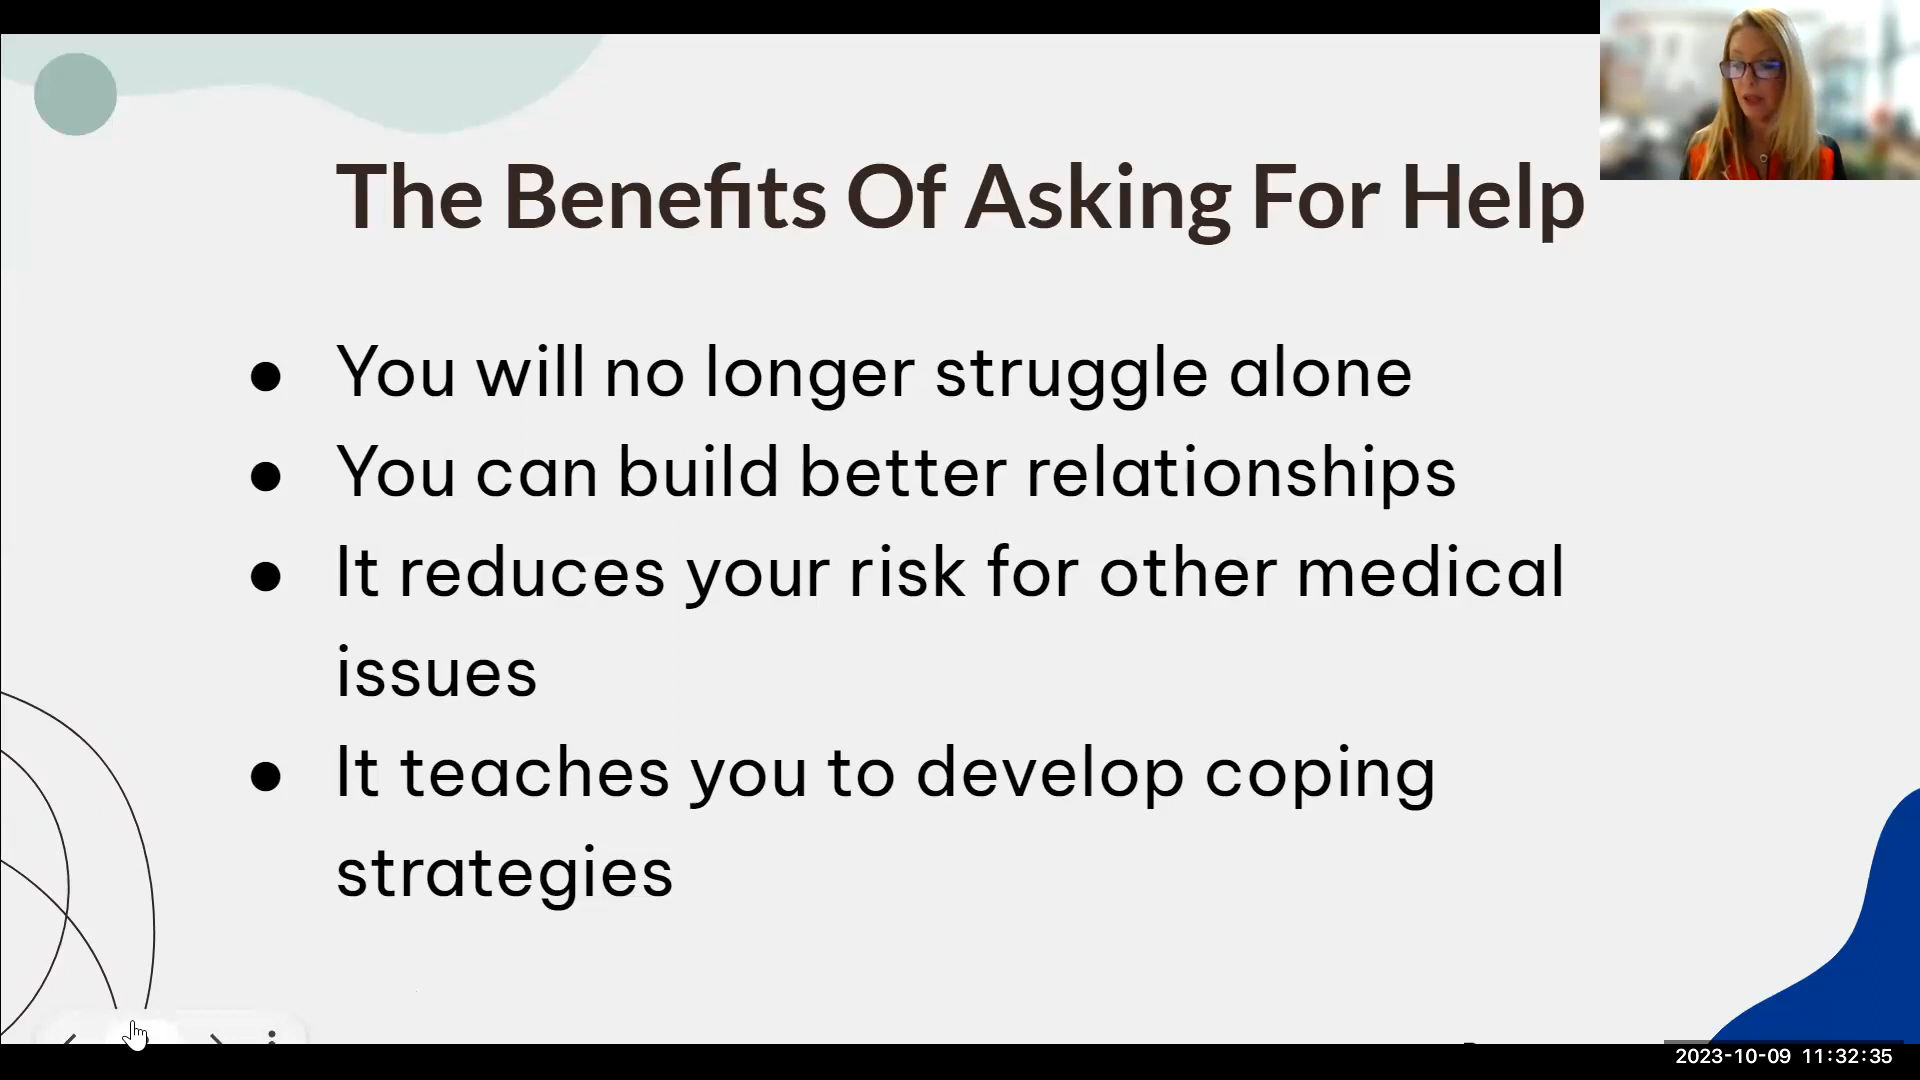 The Benefits Of Asking For Help
● You will no longer struggle alone
● You can build better relationships
● It reduces your risk for other medical
issues
● It teaches you to develop coping
strategies
2023-10-09 11:32:35